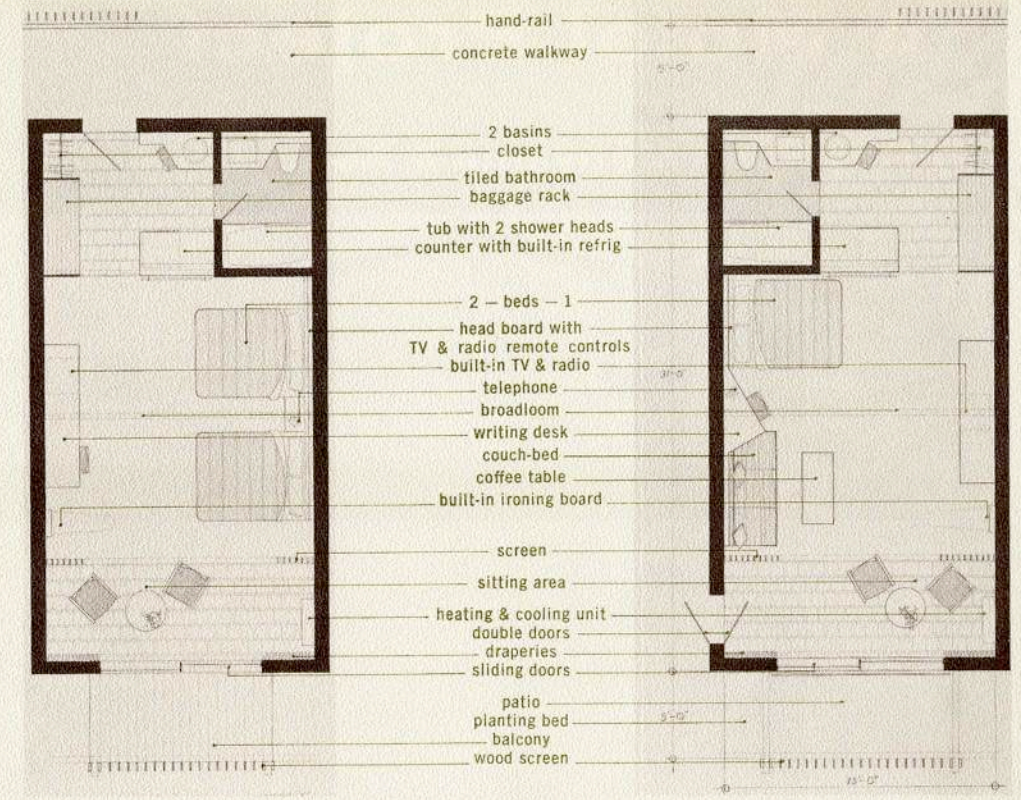 hand-rail
concrete walkway
5'-0"
2 basins
closet
tiled bathroom
baggage rack
tub with 2 shower heads
counter with built-in refrig
2 — beds — 1
head board with
TV & radio remote controls
built-in TV & radio
telephone
broadloom
writing desk
couch-bed
coffee table
built-in ironing board
screen
sitting area
heating & cooling unit
double doors
draperies
sliding doors
patio
planting bed
balcony
wood screen